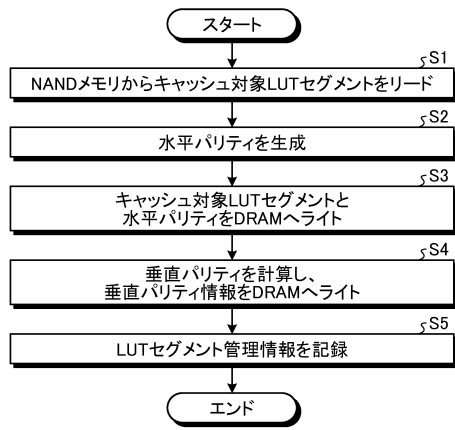 スタート
S1
NANDメモリからキャッシュ対象LUTセグメントをリード
S2
水平パリティを生成
S3
キャッシュ対象LUTセグメントと
水平パリティをDRAMへライト
S4
垂直パリティを計算し、
垂直パリティ情報をDRAMへライト
S5
LUTセグメント管理情報を記録
エンド